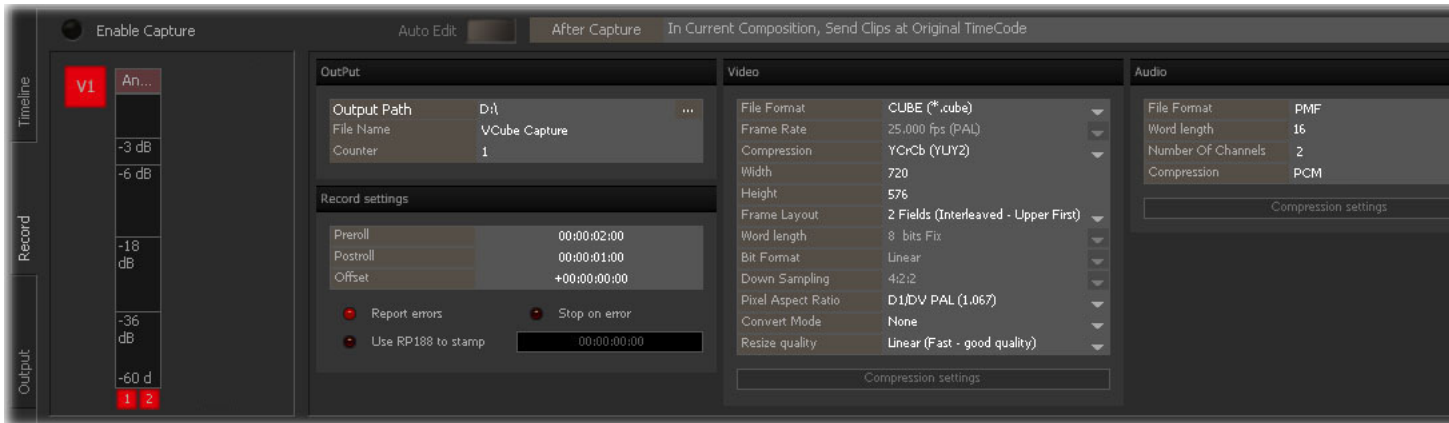 Enable Capture
Auto Edit
After Capture
In Current Composition, Send Clips at Original TimeCode
Timeline
Record
Output
V1
An...
-3 dB
-6 dB
-18
dB
-36
dB
-60 d
1 2
OutPut
Output Path D:\ ...
File Name VCube Capture
Counter 1
Record settings
Preroll 00:00:02:00
Postroll 00:00:01:00
Offset +00:00:00:00
Report errors Stop on error
Use RP188 to stamp 00:00:00:00
Video
File Format CUBE (*.cube)
Frame Rate 25.000 fps (PAL)
Compression YCrCb (YUY2)
Width 720
Height 576
Frame Layout 2 Fields (Interleaved - Upper First)
Word length 8 bits Fix
Bit Format Linear
Down Sampling 4:2:2
Pixel Aspect Ratio D1/DV PAL (1.067)
Convert Mode None
Resize quality Linear (Fast - good quality)
Compression settings
Audio
File Format PMF
Word length 16
Number Of Channels 2
Compression PCM
Compression settings